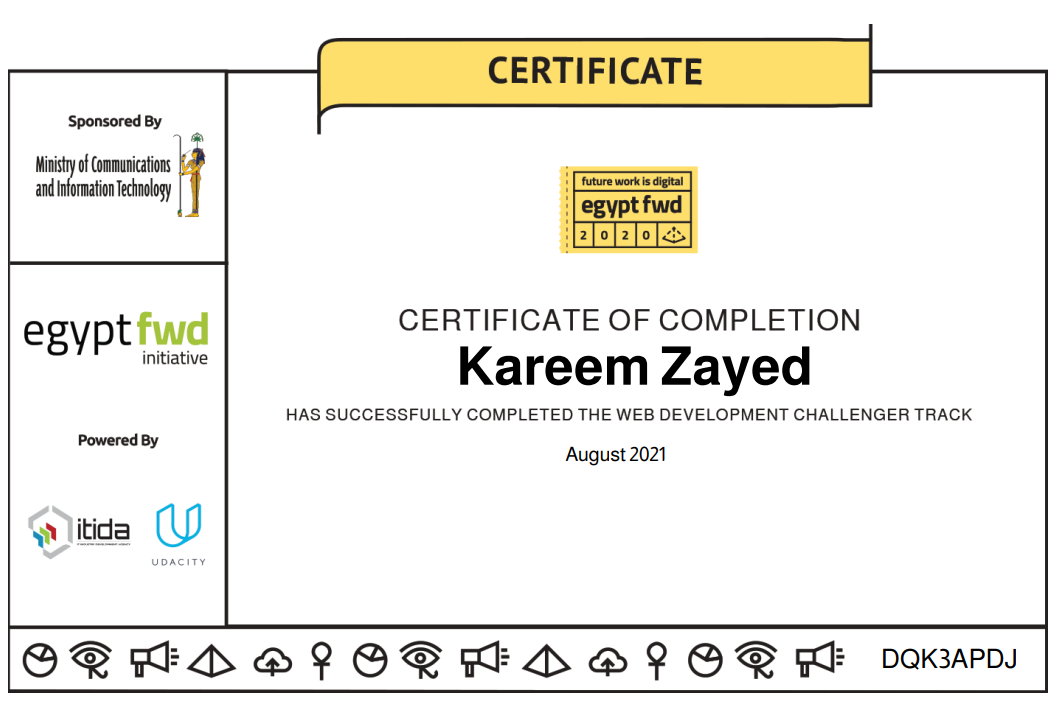 CERTIFICATE
Sponsored By
Ministry of Communications
and Information Technology
egypt fwd
initiative
Powered By
itida
UDACITY
future work is digital
egypt fwd
2 0 2 0
CERTIFICATE OF COMPLETION
Kareem Zayed
HAS SUCCESSFULLY COMPLETED THE WEB DEVELOPMENT CHALLENGER TRACK
August 2021
DQK3APDJ